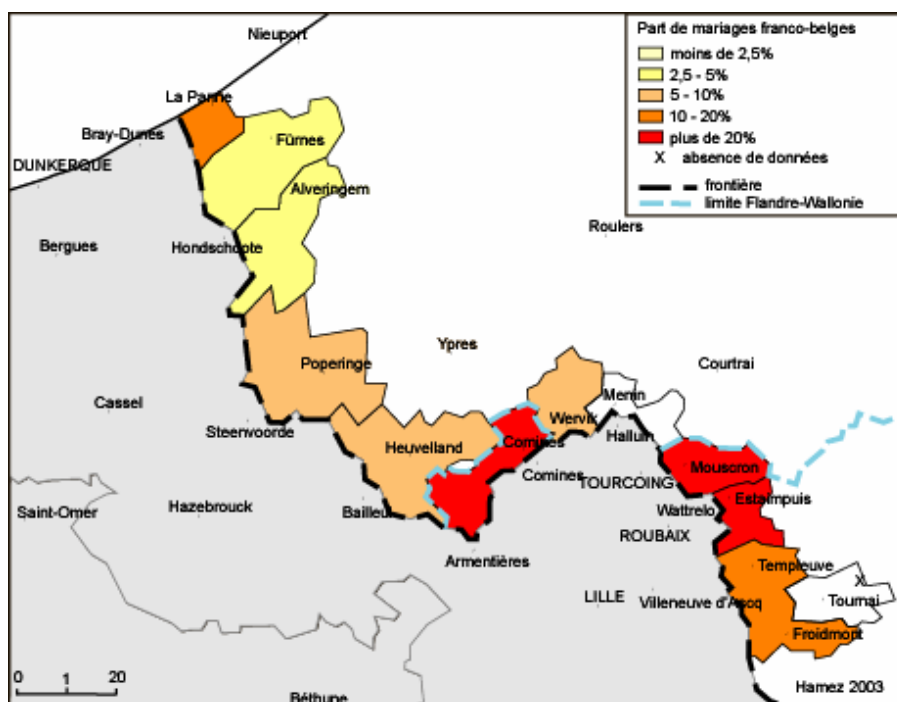 Nieuport
La Panne
Bray-Dunes
DUNKERQUE
Fûrnes
Alveringem
Bergues
Hondschoote
Roulers
Ypres
Courtrai
Poperinge
Cassel
Steenvoorde
Menin
Wervik
Heuvelland
Comines
Halluin
Comines
Mouscron
TOURCOING
Estaimpuis
Saint-Omer
Hazebrouck
Bailleul
Wattrelo
ROUBAIX
Armentières
Templeuve
X
LILLE
Villeneuve d'Ascq
Tournai
Froidmont
Béthune
Hamez 2003
0 1 20
Part de mariages franco-belges
moins de 2,5%
2,5 - 5%
5 - 10%
10 - 20%
plus de 20%
X absence de données
frontière
limite Flandre-Wallonie